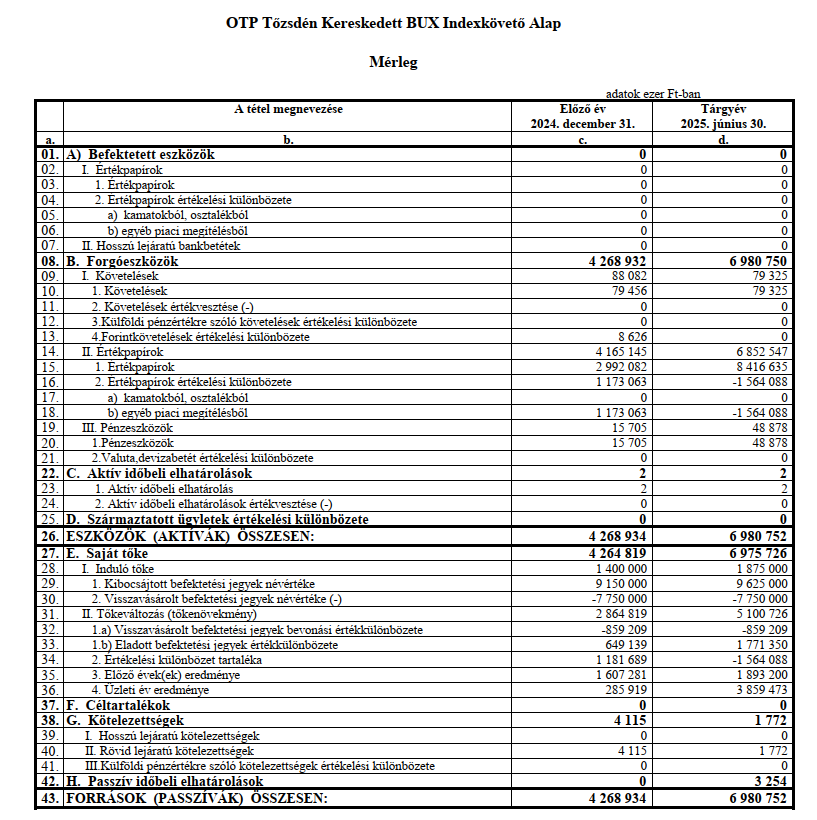 OTP Tőzsdén Kereskedett BUX Indexkövető Alap
Mérleg
adatok ezer Ft-ban
A tétel megnevezése Előző év Tárgyév
2024. december 31. 2025. június 30.
a. b. c. d.
01. A) Befektetett eszközök 0 0
02. I. Értékpapírok 0 0
03. 1. Értékpapírok 0 0
04. 2. Értékpapírok értékelési különbözete 0 0
05. a) kamatokból, osztalékból 0 0
06. b) egyéb piaci megítélésből 0 0
07. II. Hosszú lejáratú bankbetétek 0 0
08. B. Forgóeszközök 4 268 932 6 980 750
09. I. Követelések 88 082 79 325
10. 1. Követelések 79 456 79 325
11. 2. Követelések értékvesztése (-) 0 0
12. 3.Külföldi pénzértékre szóló követelések értékelési különbözete 0 0
13. 4.Forintkövetelések értékelési különbözete 8 626 0
14. II. Értékpapírok 4 165 145 6 852 547
15. 1. Értékpapírok 2 992 082 8 416 635
16. 2. Értékpapírok értékelési különbözete 1 173 063 -1 564 088
17. a) kamatokból, osztalékból 0 0
18. b) egyéb piaci megítélésből 1 173 063 -1 564 088
19. III. Pénzeszközök 15 705 48 878
20. 1.Pénzeszközök 15 705 48 878
21. 2.Valuta,devizabetét értékelési különbözete 0 0
22. C. Aktív időbeli elhatárolások 2 2
23. 1. Aktív időbeli elhatárolás 2 2
24. 2. Aktív időbeli elhatárolások értékvesztése (-) 0 0
25. D. Származtatott ügyletek értékelési különbözete 0 0
26. ESZKÖZÖK (AKTÍVÁK) ÖSSZESEN: 4 268 934 6 980 752
27. E. Saját tőke 4 264 819 6 975 726
28. I. Induló tőke 1 400 000 1 875 000
29. 1. Kibocsájtott befektetési jegyek névértéke 9 150 000 9 625 000
30. 2. Visszavásárolt befektetési jegyek névértéke (-) -7 750 000 -7 750 000
31. II. Tőkeváltozás (tőkenövekmény) 2 864 819 5 100 726
32. 1.a) Visszavásárolt befektetési jegyek bevonási értékkülönbözete -859 209 -859 209
33. 1.b) Eladott befektetési jegyek értékkülönbözete 649 139 1 771 350
34. 2. Értékelési különbözet tartaléka 1 181 689 -1 564 088
35. 3. Előző évek(ek) eredménye 1 607 281 1 893 200
36. 4. Üzleti év eredménye 285 919 3 859 473
37. F. Céltartalékok 0 0
38. G. Kötelezettségek 4 115 1 772
39. I. Hosszú lejáratú kötelezettségek 0 0
40. II. Rövid lejáratú kötelezettségek 4 115 1 772
41. III.Külföldi pénzértékre szóló kötelezettségek értékelési különbözete 0 0
42. H. Passzív időbeli elhatárolások 0 3 254
43. FORRÁSOK (PASSZÍVÁK) ÖSSZESEN: 4 268 934 6 980 752